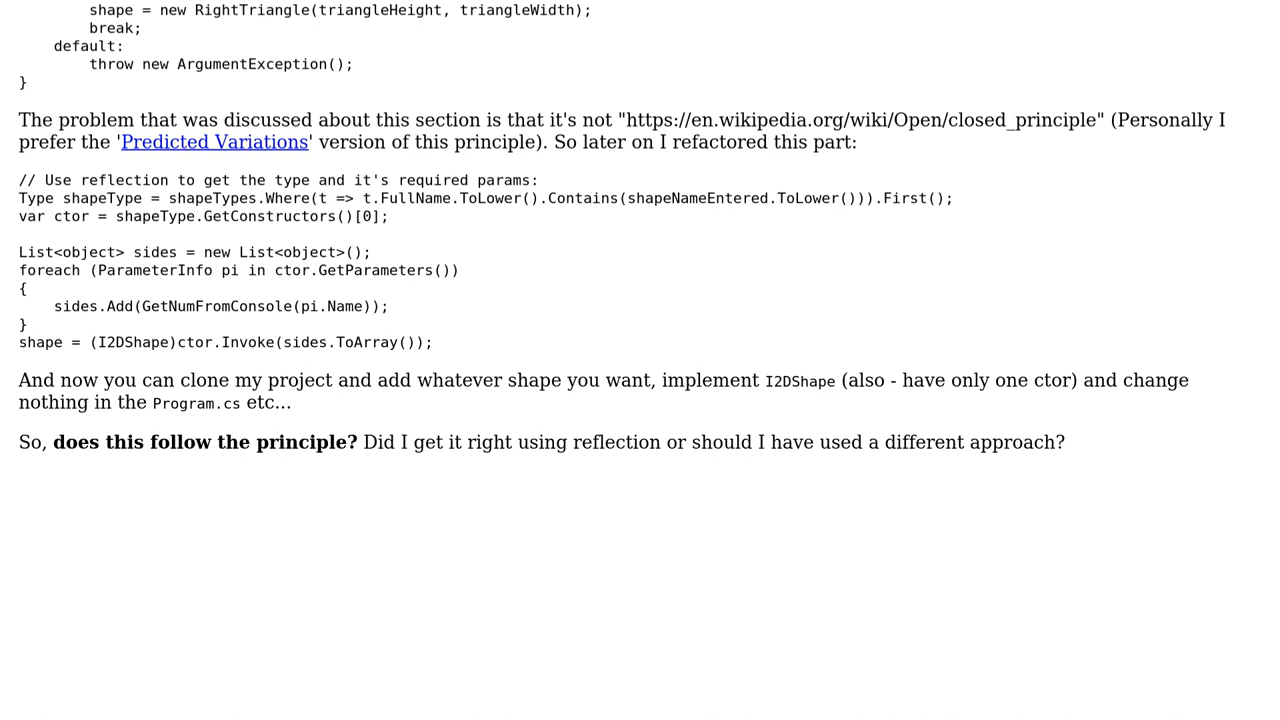 shape = new RightTriangle(triangleHeight, triangleWidth);
break;
default:
throw new ArgumentException();
}
The problem that was discussed about this section is that it's not "https://en.wikipedia.org/wiki/Open/closed_principle" (Personally I
prefer the 'Predicted Variations' version of this principle). So later on I refactored this part:
// Use reflection to get the type and it's required params:
Type shapeType = shapeTypes.Where(t => t.FullName.ToLower().Contains(shapeNameEntered.ToLower())).First();
var ctor = shapeType.GetConstructors()[0];
List<object> sides = new List<object>();
foreach (ParameterInfo pi in ctor.GetParameters())
{
sides.Add(GetNumFromConsole(pi.Name));
}
shape = (I2DShape)ctor.Invoke(sides.ToArray());
And now you can clone my project and add whatever shape you want, implement I2DShape (also - have only one ctor) and change
nothing in the Program.cs etc...
So, does this follow the principle? Did I get it right using reflection or should I have used a different approach?